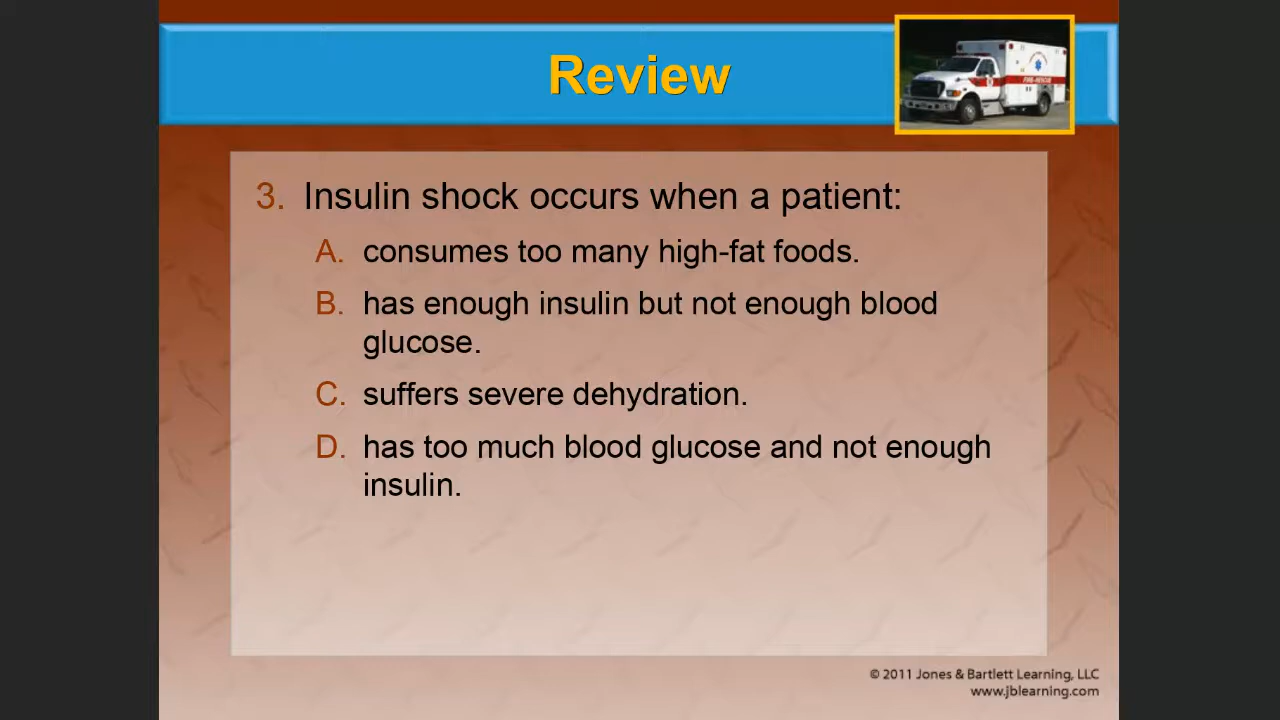 Review
3. Insulin shock occurs when a patient:
A. consumes too many high-fat foods.
B. has enough insulin but not enough blood
glucose.
C. suffers severe dehydration.
D. has too much blood glucose and not enough
insulin.
© 2011 Jones & Bartlett Learning, LLC
www.jblearning.com